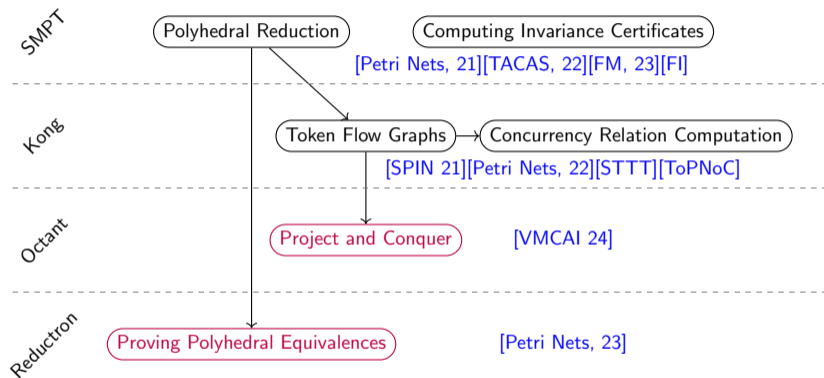 SMPT
Polyhedral Reduction
Computing Invariance Certificates
[Petri Nets, 21][TACAS, 22][FM, 23][FI]
Kong
Token Flow Graphs
Concurrency Relation Computation
[SPIN 21][Petri Nets, 22][STTT][ToPNoC]
Octant
Project and Conquer
[VMCAI 24]
Reductron
Proving Polyhedral Equivalences
[Petri Nets, 23]